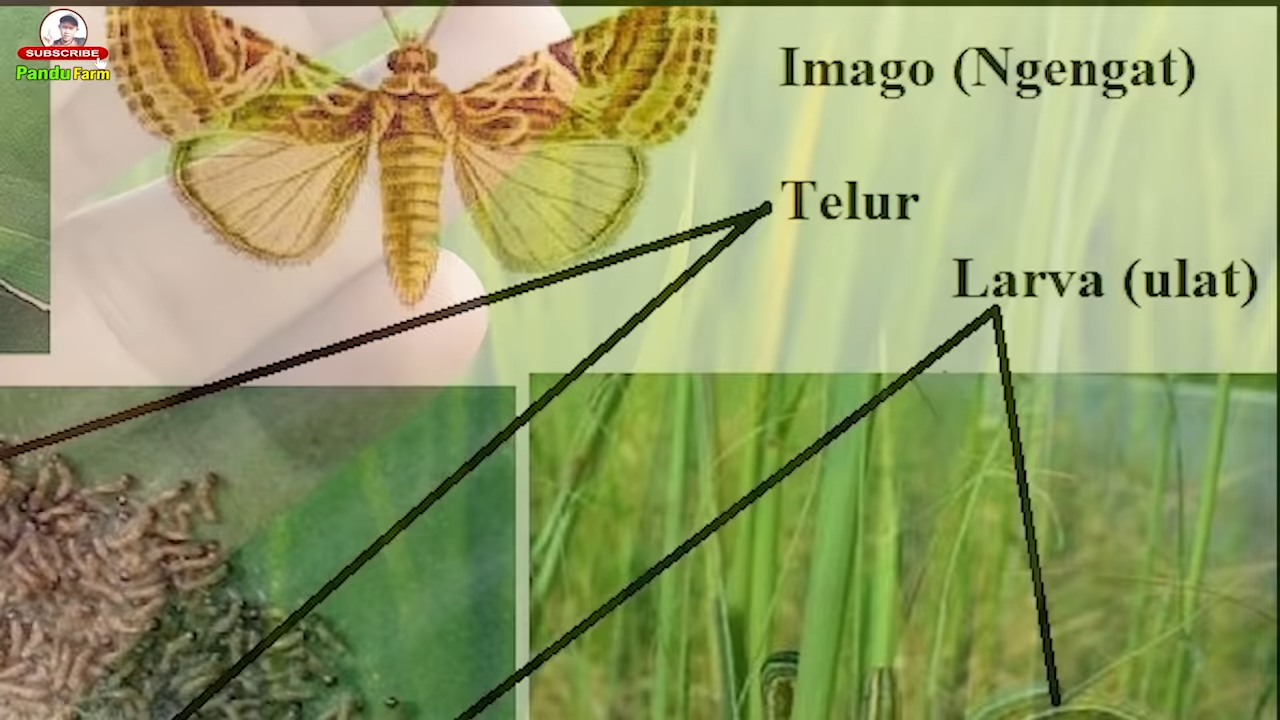 SUBSCRIBE
Pandu Farm
Imago (Ngengat)
Telur
Larva (ulat)